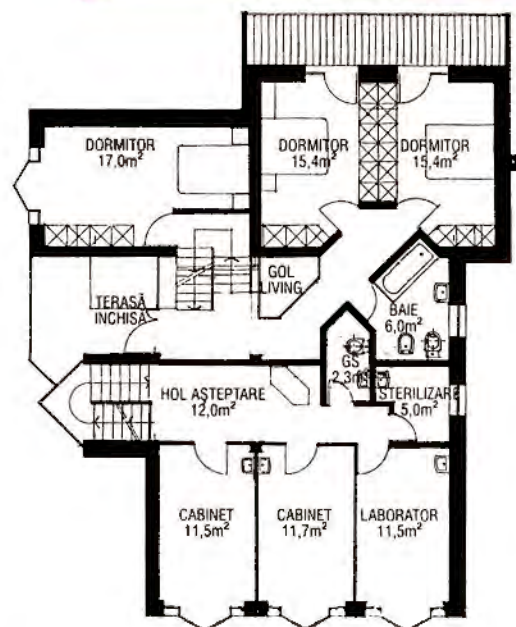 DORMITOR
17,0m²
DORMITOR
15,4m²
DORMITOR
15,4m²
GOL
LIVING
TERASĂ
INCHISĂ
BAIE
6,0m²
GS
2,3m²
HOL AȘTEPTARE
12,0m²
STERILIZARE
5,0m²
CABINET
11,5m²
CABINET
11,7m²
LABORATOR
11,5m²